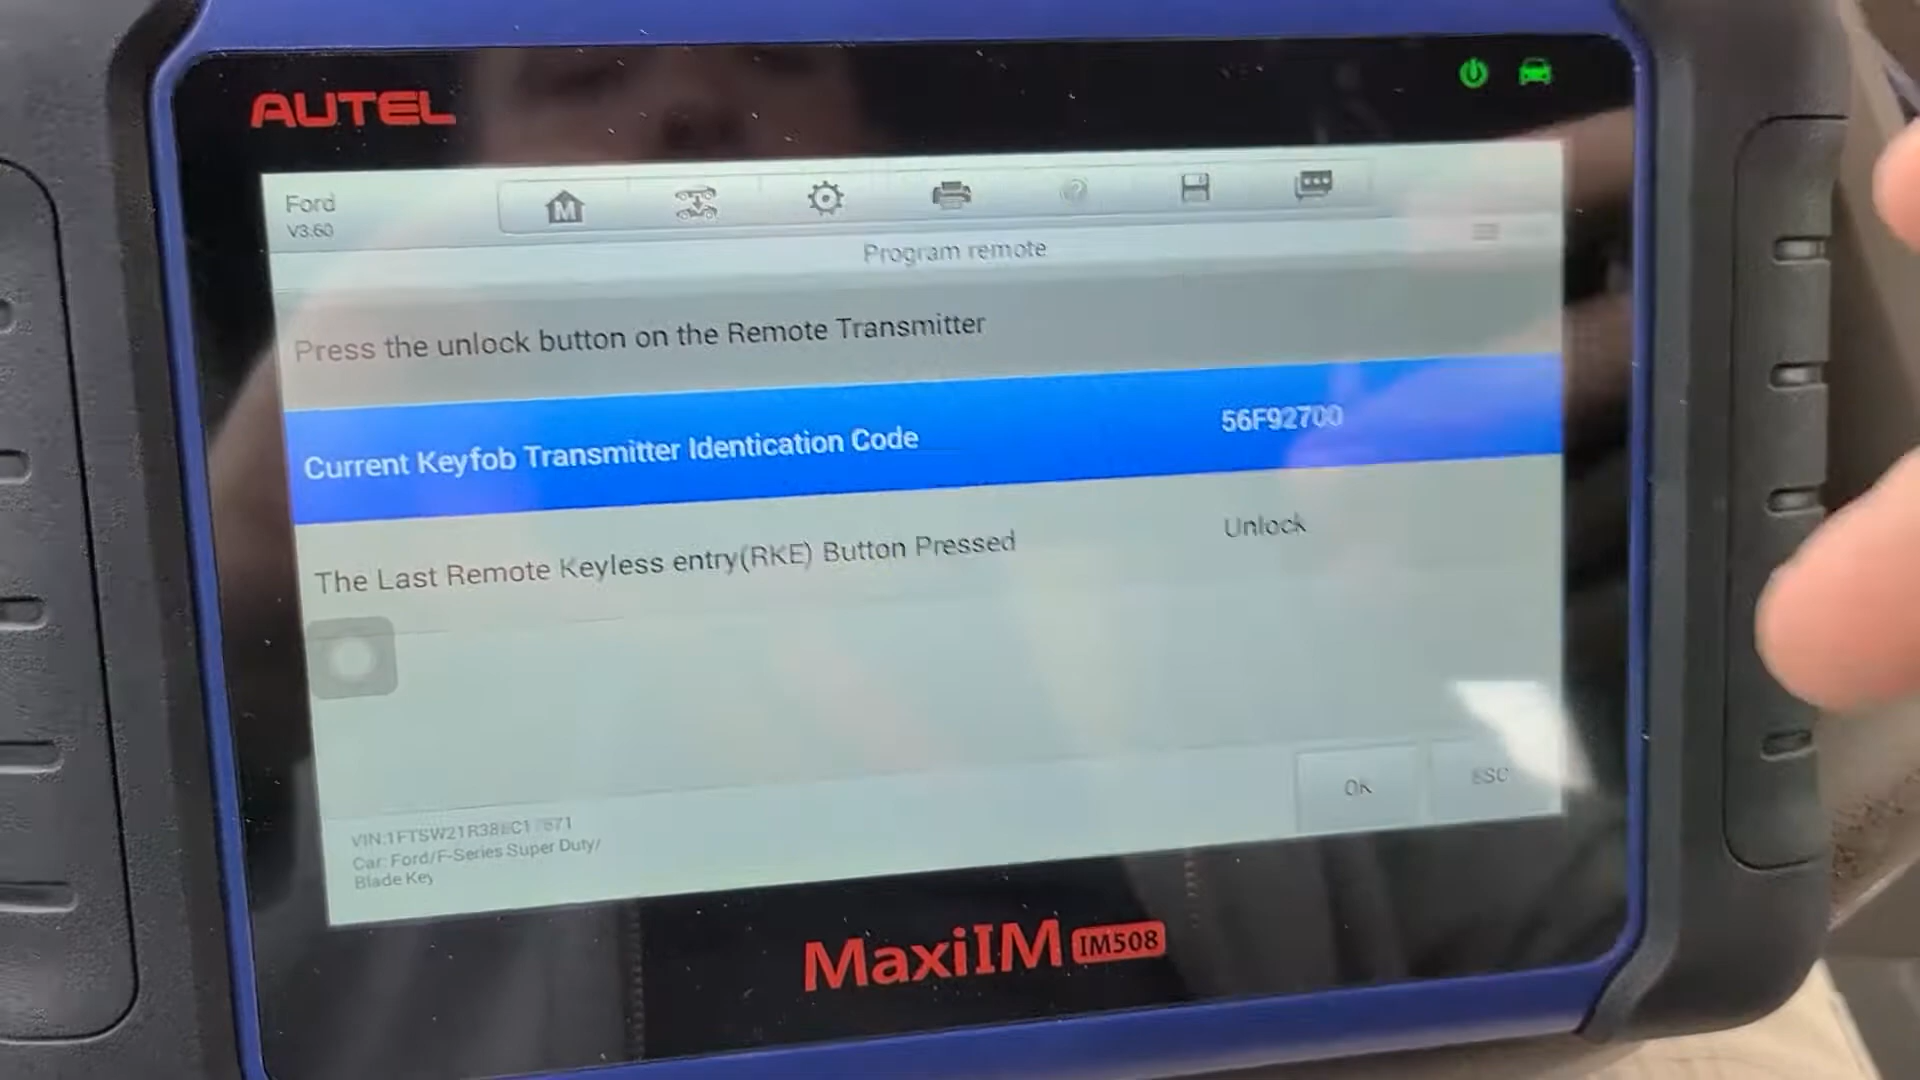 AUTEL
Ford
V3.60
M
Program remote
Press the unlock button on the Remote Transmitter
Current Keyfob Transmitter Identication Code 56F92700
The Last Remote Keyless entry(RKE) Button Pressed Unlock
OK ESC
Car: Ford/F-Series Super Duty/
Blade Key
MaxiIM IM508